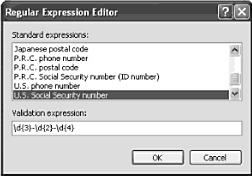 Regular Expression Editor
Standard expressions:
Japanese postal code
P.R.C. phone number
P.R.C. postal code
P.R.C. Social Security number (ID number)
U.S. phone number
U.S. Social Security number
Validation expression:
\d{3}-\d{2}-\d{4}
OK
Cancel